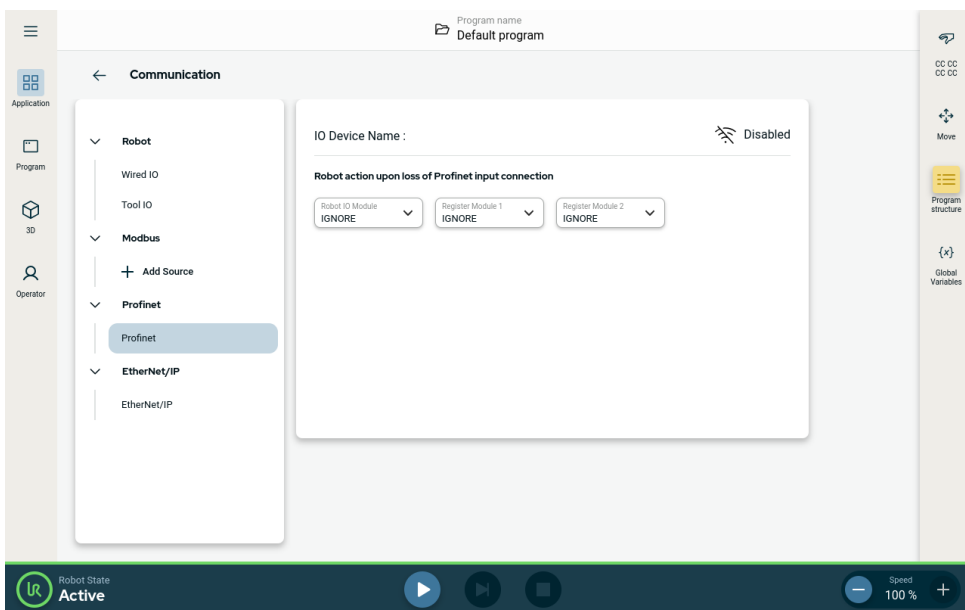 Program name
Default program
Application
Program
3D
Operator
Communication
Robot
Wired IO
Tool IO
Modbus
Add Source
Profinet
Profinet
EtherNet/IP
EtherNet/IP
IO Device Name :
Disabled
Robot action upon loss of Profinet input connection
Robot IO Module
IGNORE
Register Module 1
IGNORE
Register Module 2
IGNORE
CC CC
CC CC
Move
Program
structure
{x}
Global
Variables
UR
Robot State
Active
Speed
100 %